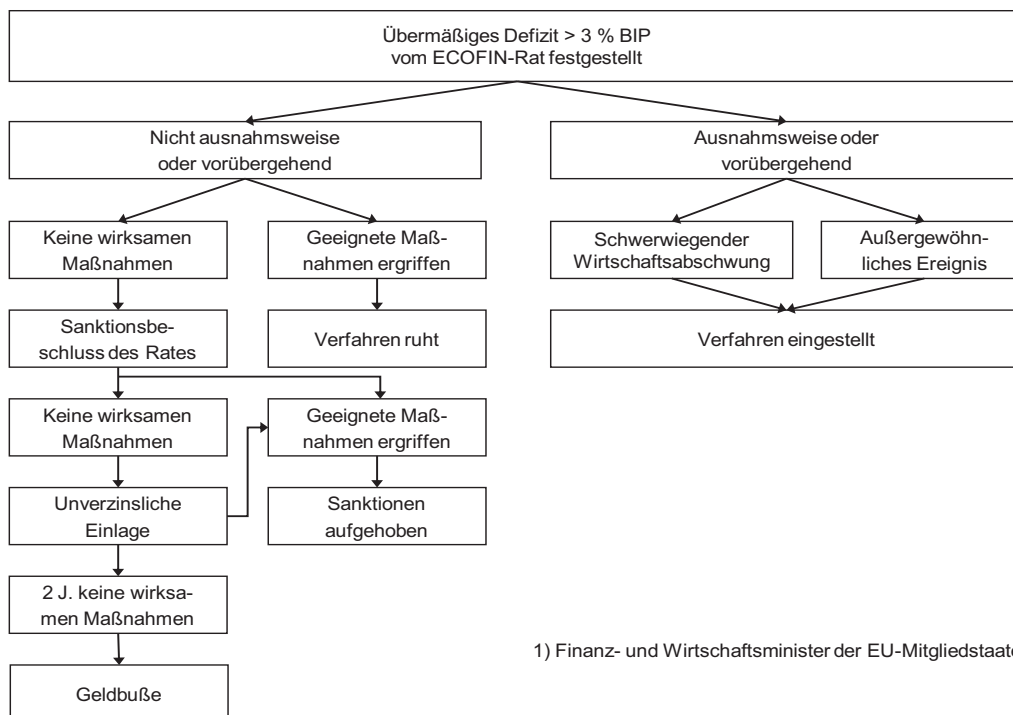 Übermäßiges Defizit > 3 % BIP
vom ECOFIN-Rat festgestellt
Nicht ausnahmsweise
oder vorübergehend
Ausnahmsweise oder
vorübergehend
Keine wirksamen
Maßnahmen
Geeignete Maß-
nahmen ergriffen
Schwerwiegender
Wirtschaftsabschwung
Außergewöhn-
liches Ereignis
Sanktionsbe-
schluss des Rates
Verfahren ruht
Verfahren eingestellt
Keine wirksamen
Maßnahmen
Geeignete Maß-
nahmen ergriffen
Unverzinsliche
Einlage
Sanktionen
aufgehoben
2 J. keine wirksa-
men Maßnahmen
Geldbuße
1) Finanz- und Wirtschaftsminister der EU-Mitgliedstaate